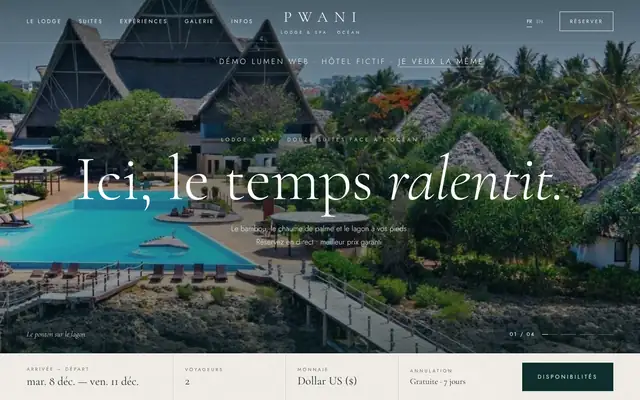 LE LODGE SUITES EXPÉRIENCES GALERIE INFOS
PWANI
LODGE & SPA · OCÉAN
FR EN
RÉSERVER
DÉMO LUMEN WEB · HÔTEL FICTIF · JE VEUX LA MÊME
LODGE & SPA · DOUZE SUITES FACE À L'OCÉAN
Ici, le temps ralentit.
Le bambou, le chaume de palme et le lagon à vos pieds.
Réservez en direct : meilleur prix garanti.
Le ponton sur le lagon
01 / 04
ARRIVÉE — DÉPART
mar. 8 déc. — ven. 11 déc.
VOYAGEURS
2
MONNAIE
Dollar US ($)
ANNULATION
Gratuite · 7 jours
DISPONIBILITÉS